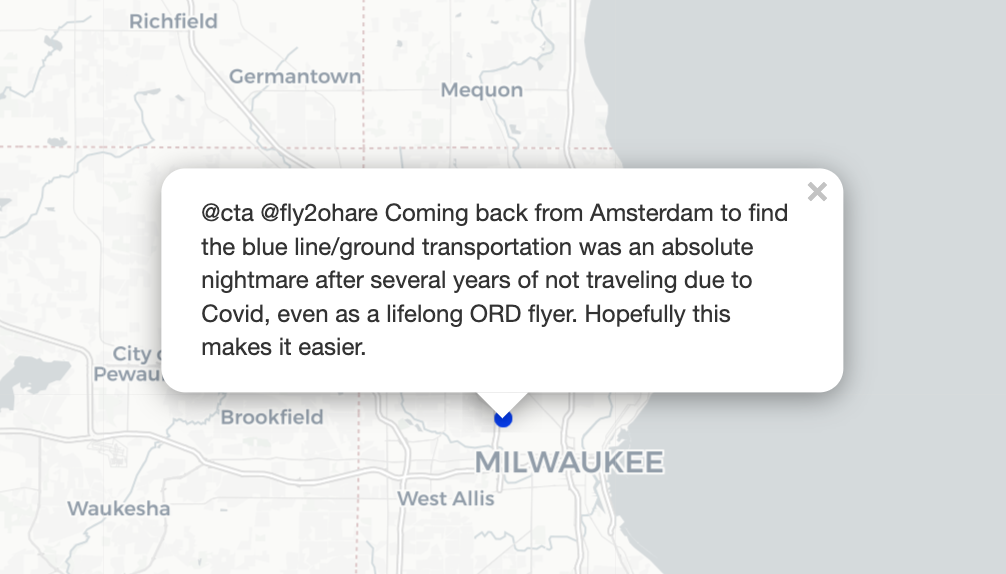 Richfield
Germantown
Mequon
@cta @fly2ohare Coming back from Amsterdam to find
the blue line/ground transportation was an absolute
nightmare after several years of not traveling due to
Covid, even as a lifelong ORD flyer. Hopefully this
makes it easier.
City
Pewau
Brookfield
MILWAUKEE
West Allis
Waukesha